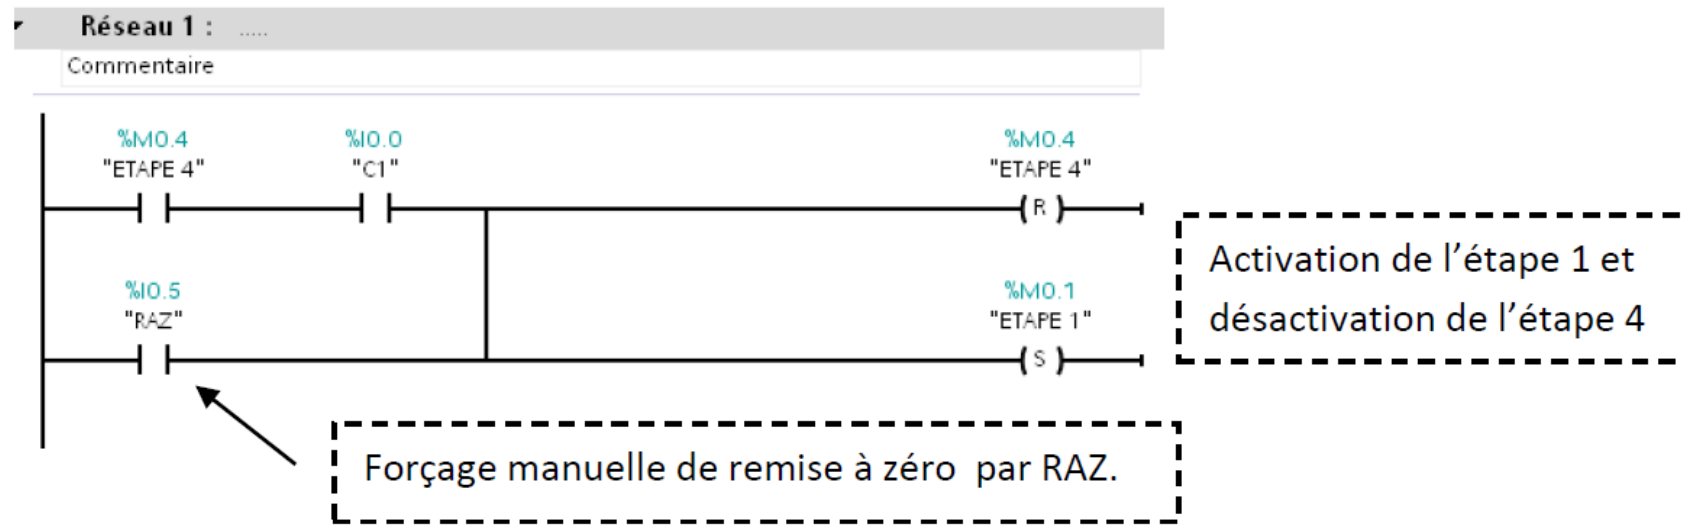 Réseau 1 : .....
Commentaire
%M0.4 %I0.0 %M0.4
"ETAPE 4" "C1" "ETAPE 4"
( R )
%I0.5 %M0.1
"RAZ" "ETAPE 1"
( S )
Activation de l’étape 1 et
désactivation de l’étape 4
Forçage manuelle de remise à zéro par RAZ.